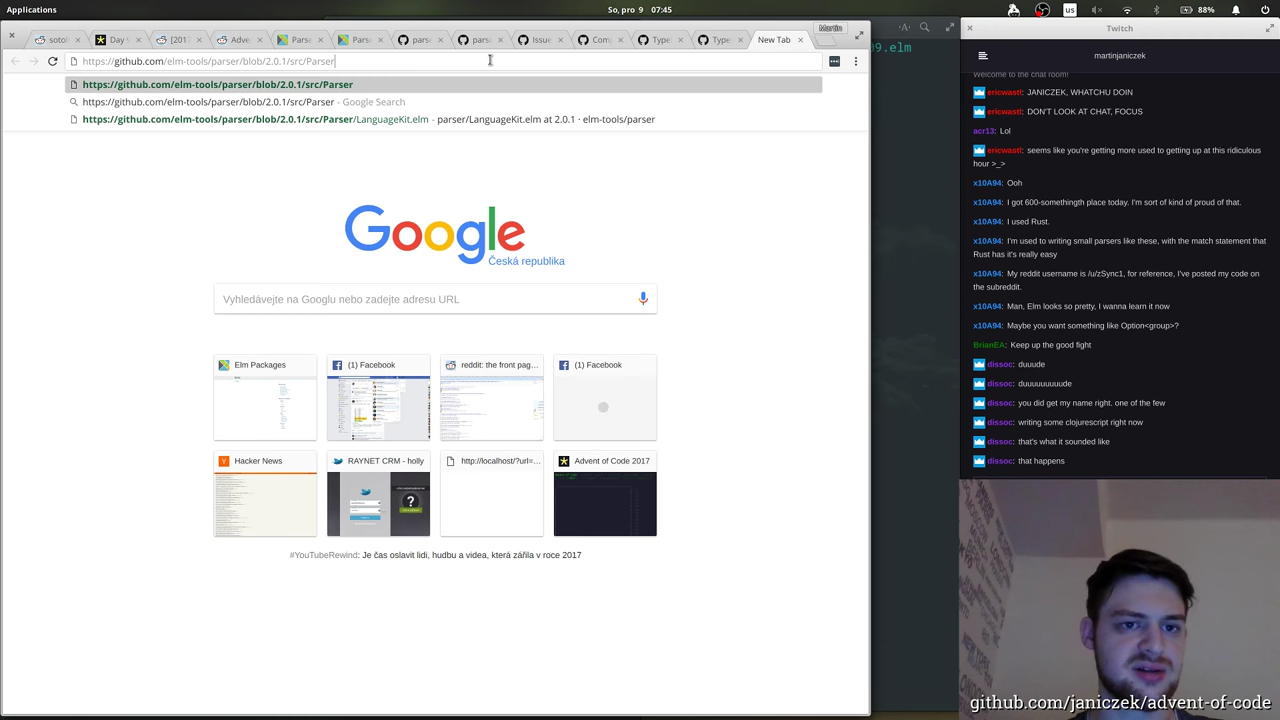 Applications
So, pro 9 07:45
us
88%
Martin
New Tab
https://github.com/elm-tools/parser/blob/2.0.1/src/Parser
https://github.com/elm-tools/parser/blob/2.0.1/src/Parser
https://github.com/elm-tools/parser/blob/2.0.1/src/Parser - Google Search
https://github.com/elm-tools/parser/blob/2.0.1/src/Parser/LanguageKit.elm - parser/LanguageKit.elm at 2.0.1 · elm-tools/parser
Google
Česká republika
Vyhledávejte na Googlu nebo zadejte adresu URL
Elm Packages
(1) Facebook
reddit: the front pag…
(1) Facebook
Hacker News
RAYNET CRM - holly
http://localhost/?url=…
Advent of Code 2017
#YouTubeRewind: Je čas oslavit lidi, hudbu a videa, která zářila v roce 2017
9.elm
Twitch
martinjaniczek
Welcome to the chat room!
ericwastl: JANICZEK, WHATCHU DOIN
ericwastl: DON'T LOOK AT CHAT, FOCUS
acr13: Lol
ericwastl: seems like you're getting more used to getting up at this ridiculous
hour >_>
x10A94: Ooh
x10A94: I got 600-somethingth place today. I'm sort of kind of proud of that.
x10A94: I used Rust.
x10A94: I'm used to writing small parsers like these, with the match statement that
Rust has it's really easy
x10A94: My reddit username is /u/zSync1, for reference, I've posted my code on
the subreddit.
x10A94: Man, Elm looks so pretty, I wanna learn it now
x10A94: Maybe you want something like Option<group>?
BrianEA: Keep up the good fight
dissoc: duuude
dissoc: duuuuuuuuude
dissoc: you did get my name right. one of the few
dissoc: writing some clojurescript right now
dissoc: that's what it sounded like
dissoc: that happens
github.com/janiczek/advent-of-code